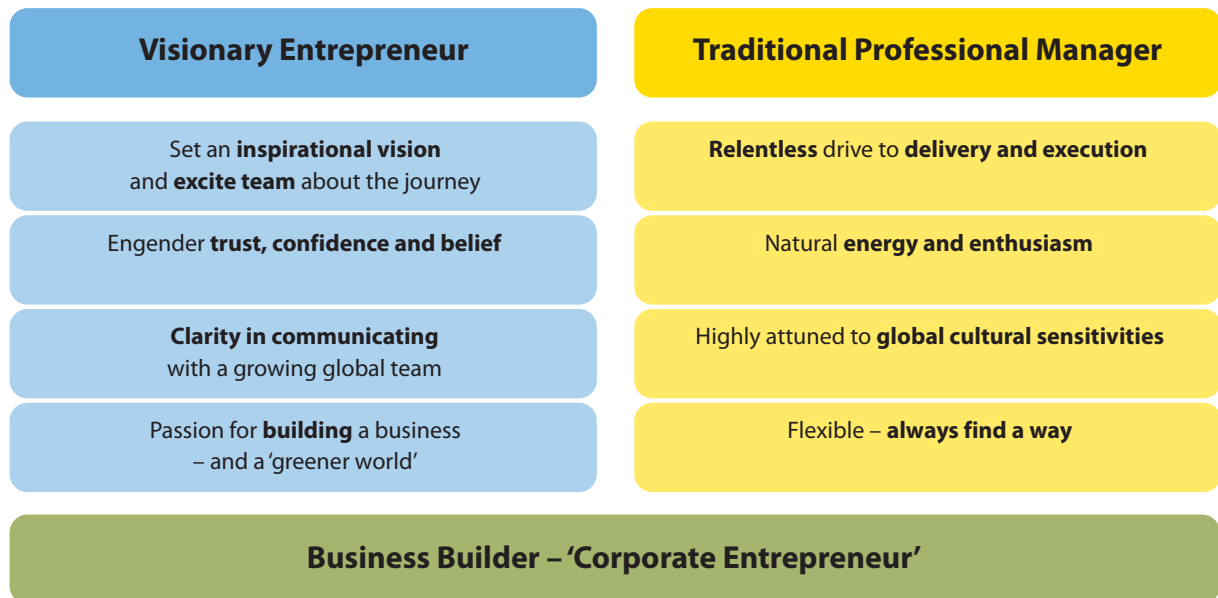 Visionary Entrepreneur
Traditional Professional Manager
Set an inspirational vision
and excite team about the journey
Relentless drive to delivery and execution
Engender trust, confidence and belief
Natural energy and enthusiasm
Clarity in communicating
with a growing global team
Highly attuned to global cultural sensitivities
Passion for building a business
– and a ‘greener world’
Flexible – always find a way
Business Builder – ‘Corporate Entrepreneur’